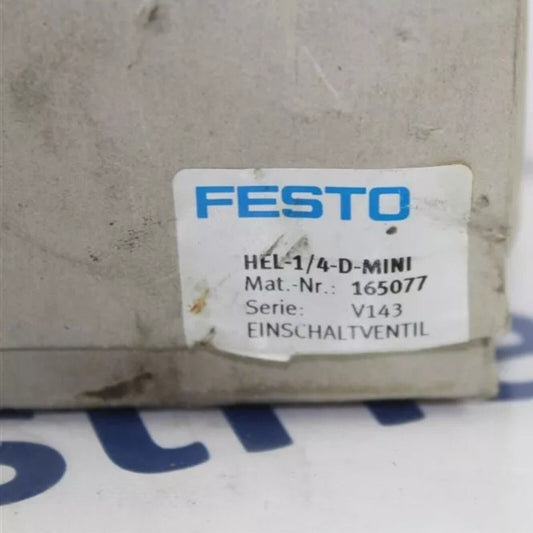 FESTO
HEL-1/4-D-MINI
Mat.-Nr.: 165077
Serie: V143
EINSCHALTVENTIL